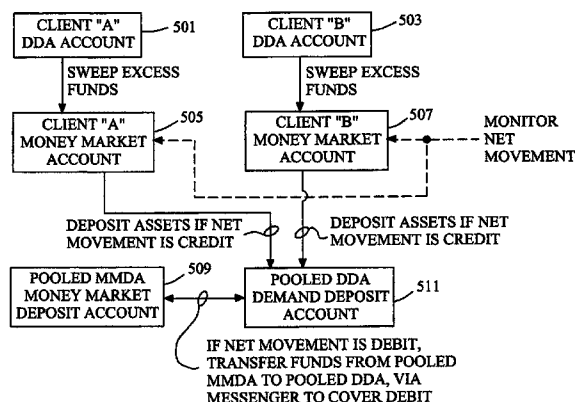 CLIENT "A"
DDA ACCOUNT
501
CLIENT "B"
DDA ACCOUNT
503
SWEEP EXCESS
FUNDS
SWEEP EXCESS
FUNDS
CLIENT "A"
MONEY MARKET
ACCOUNT
505
CLIENT "B"
MONEY MARKET
ACCOUNT
507
MONITOR
NET
MOVEMENT
DEPOSIT ASSETS IF NET
MOVEMENT IS CREDIT
DEPOSIT ASSETS IF NET
MOVEMENT IS CREDIT
POOLED MMDA
MONEY MARKET
DEPOSIT ACCOUNT
509
POOLED DDA
DEMAND DEPOSIT
ACCOUNT
511
IF NET MOVEMENT IS DEBIT,
TRANSFER FUNDS FROM POOLED
MMDA TO POOLED DDA, VIA
MESSENGER TO COVER DEBIT